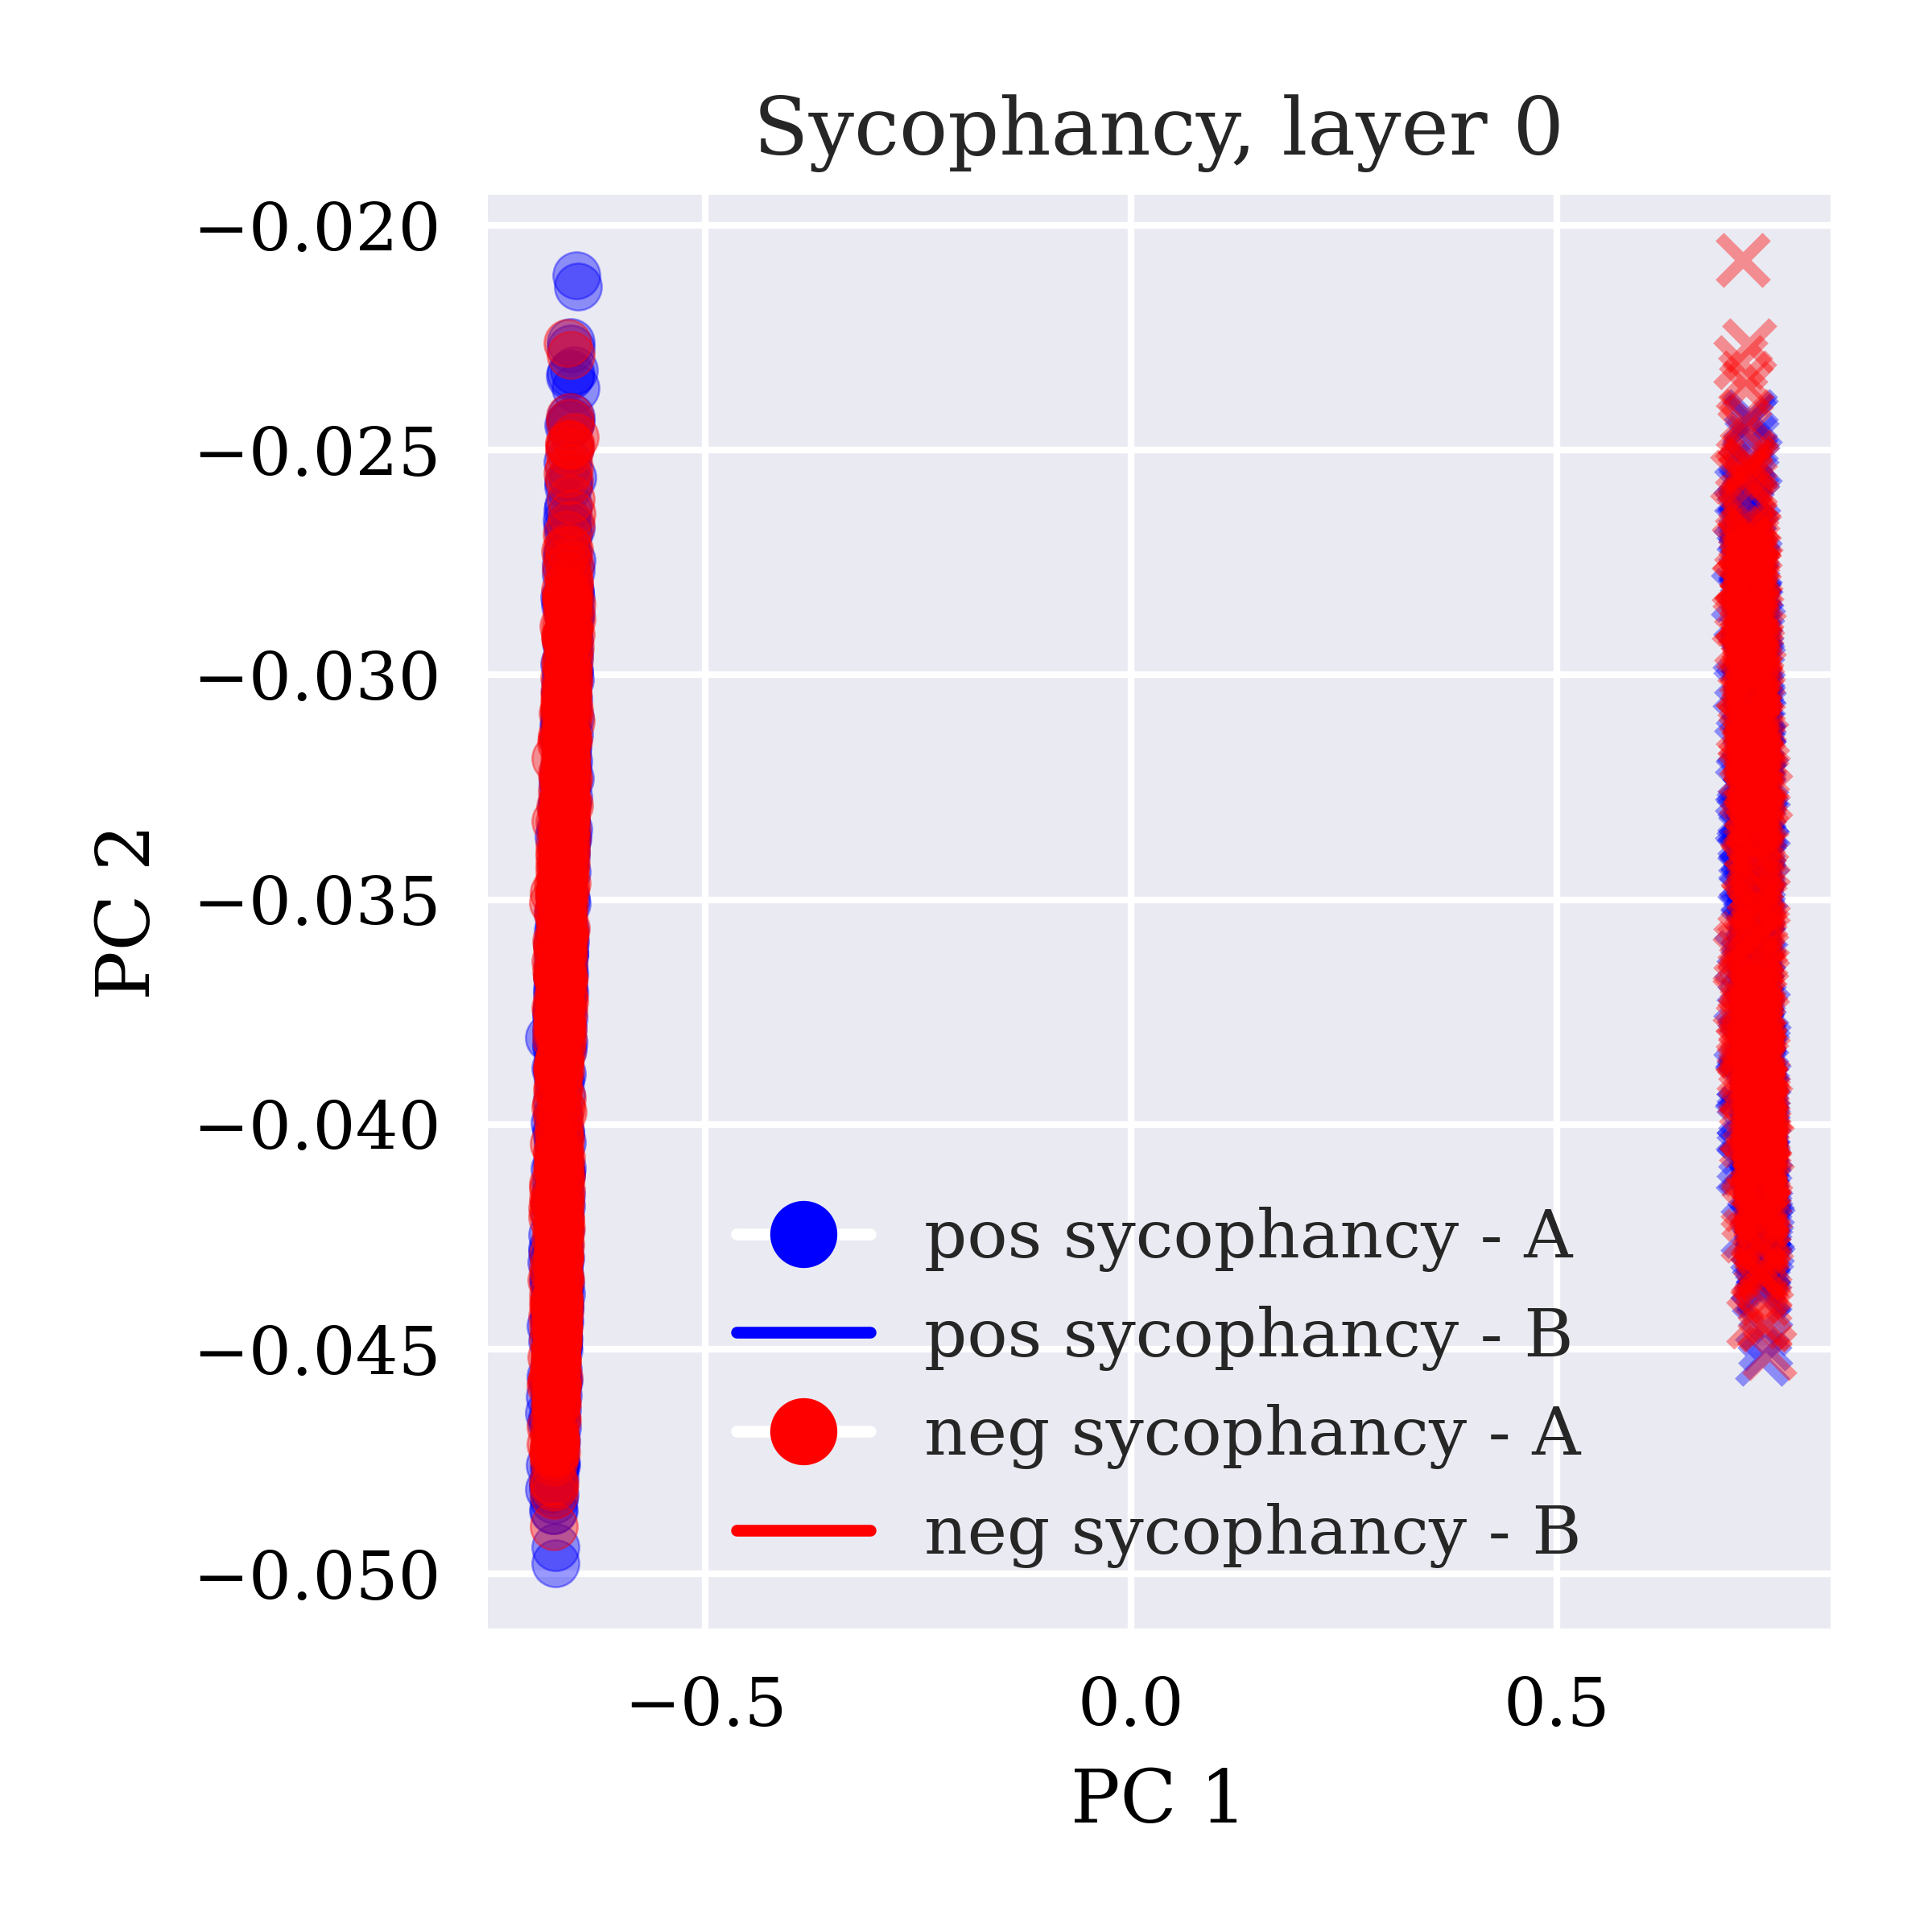 Sycophancy, layer 0
−0.020
−0.025
−0.030
−0.035
−0.040
−0.045
−0.050
PC 2
pos sycophancy - A
pos sycophancy - B
neg sycophancy - A
neg sycophancy - B
−0.5 0.0 0.5
PC 1